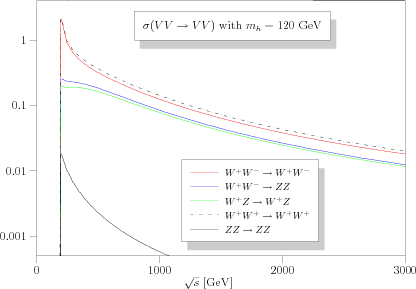 σ(VV → VV) with m_h = 120 GeV
1
0.1
0.01
0.001
W⁺W⁻ → W⁺W⁻
W⁺W⁻ → ZZ
W⁺Z → W⁺Z
W⁺W⁺ → W⁺W⁺
ZZ → ZZ
0 1000 2000 3000
√s [GeV]